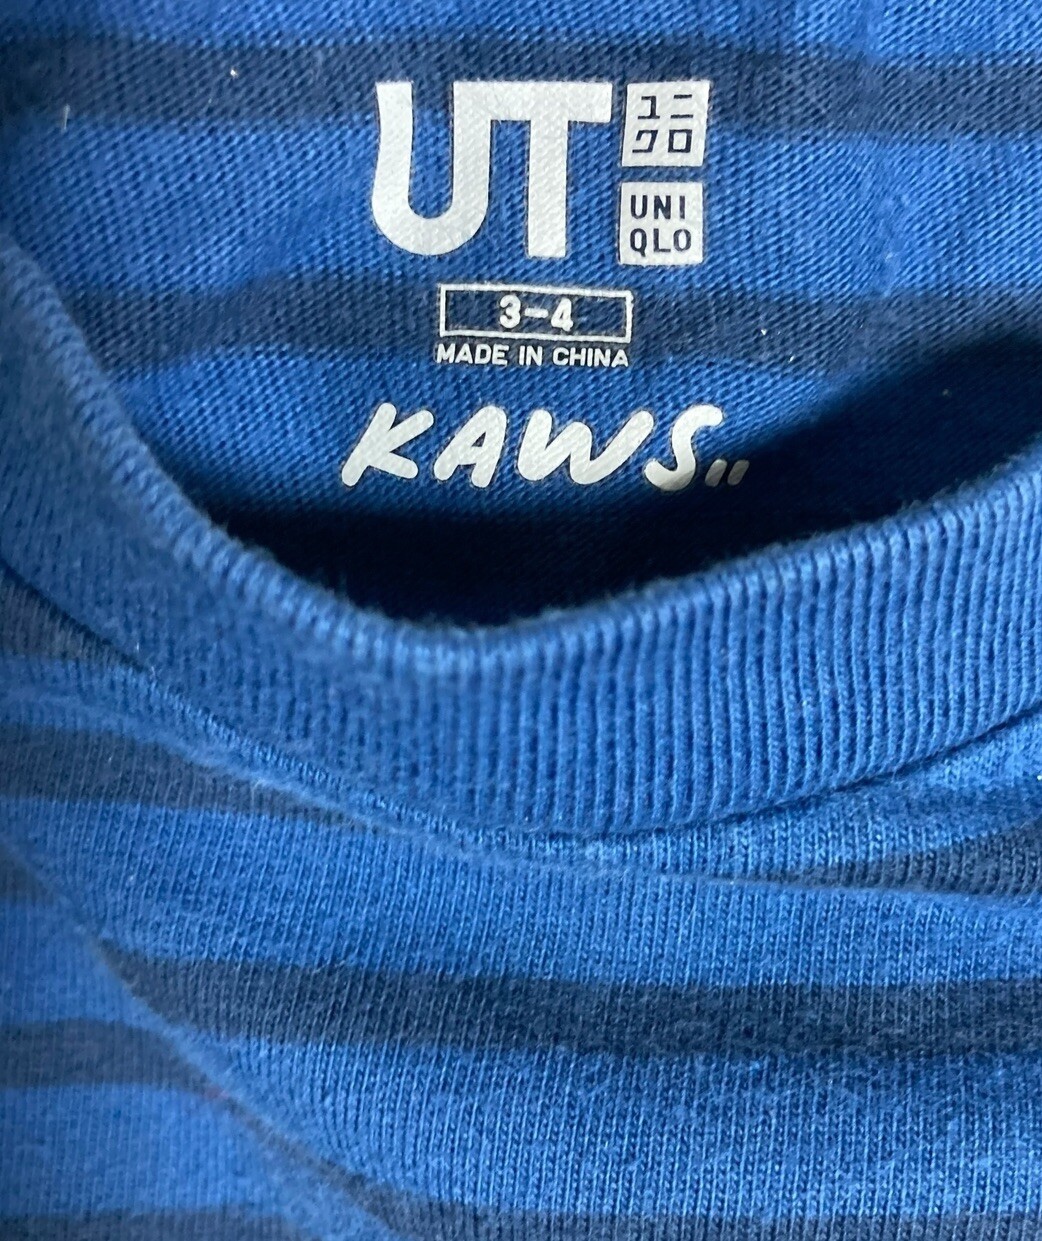 UT
ユニ
クロ
UNI
QLO
3-4
MADE IN CHINA
KAWS..